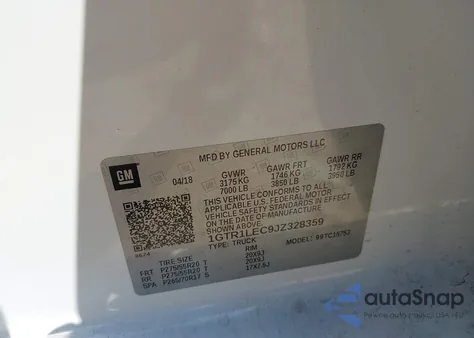 GM
MFD BY GENERAL MOTORS LLC
04/18
GVWR GAWR FRT GAWR RR
3175 KG 1746 KG 1792 KG
7000 LB 3850 LB 3950 LB
THIS VEHICLE CONFORMS TO ALL
APPLICABLE U.S. FEDERAL MOTOR
VEHICLE SAFETY STANDARDS IN
EFFECT ON THE DATE OF
MANUFACTURE SHOWN ABOVE.
1GTR1LEC9JZ328359
TYPE: TRUCK MODEL:
TIRE SIZE RIM
FRT P275/55R20 T 20X9J
RR P275/55R20 T 20X9J
SPA P265/70R17 S 17X7.5J
autoSnap